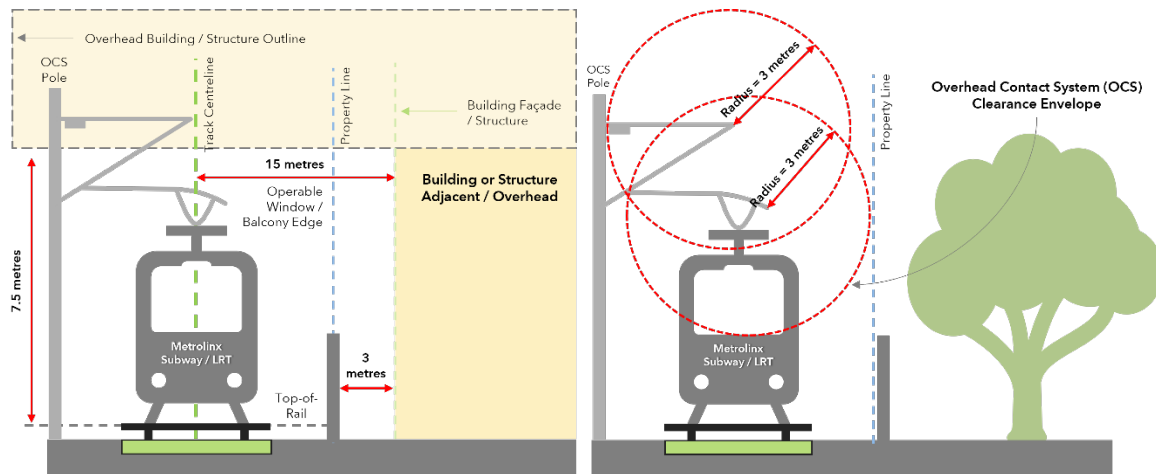 Overhead Building / Structure Outline
OCS
Pole
Track Centreline
Property Line
Building Façade
/ Structure
15 metres
Operable
Window /
Balcony Edge
Building or Structure
Adjacent / Overhead
7.5 metres
Metrolinx
Subway / LRT
3
metres
Top-of-
Rail
OCS
Pole
Radius = 3 metres
Radius = 3 metres
Property Line
Overhead Contact System (OCS)
Clearance Envelope
Metrolinx
Subway / LRT